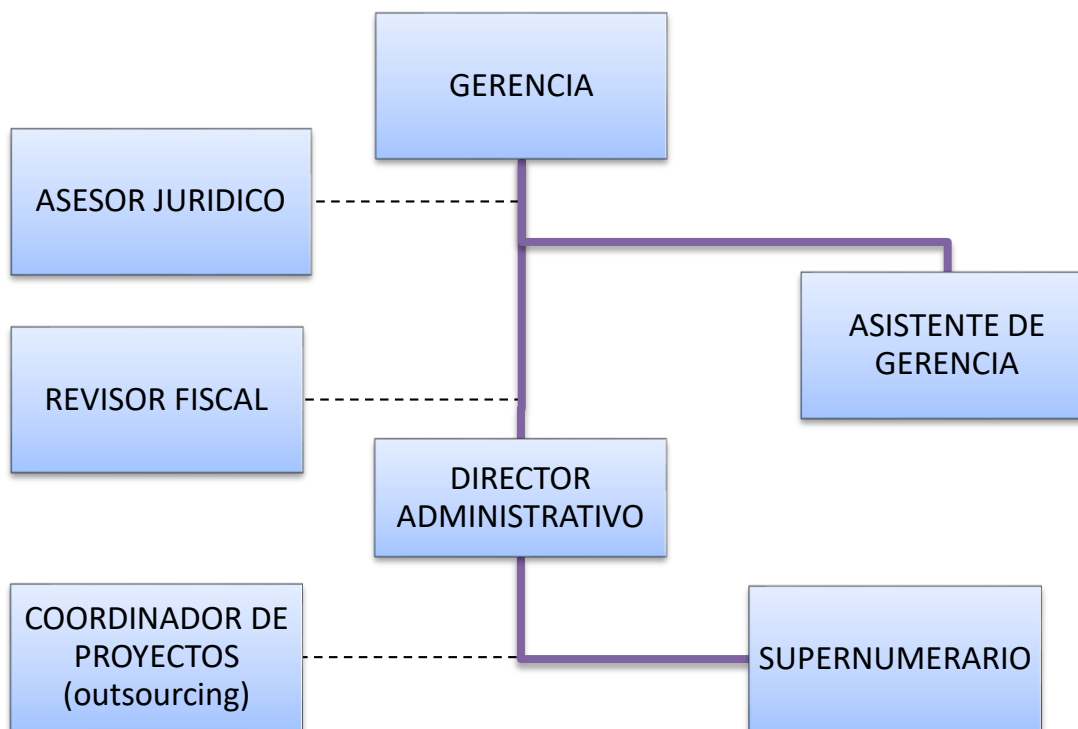 GERENCIA
ASESOR JURIDICO
ASISTENTE DE
GERENCIA
REVISOR FISCAL
DIRECTOR
ADMINISTRATIVO
COORDINADOR DE
PROYECTOS
(outsourcing)
SUPERNUMERARIO